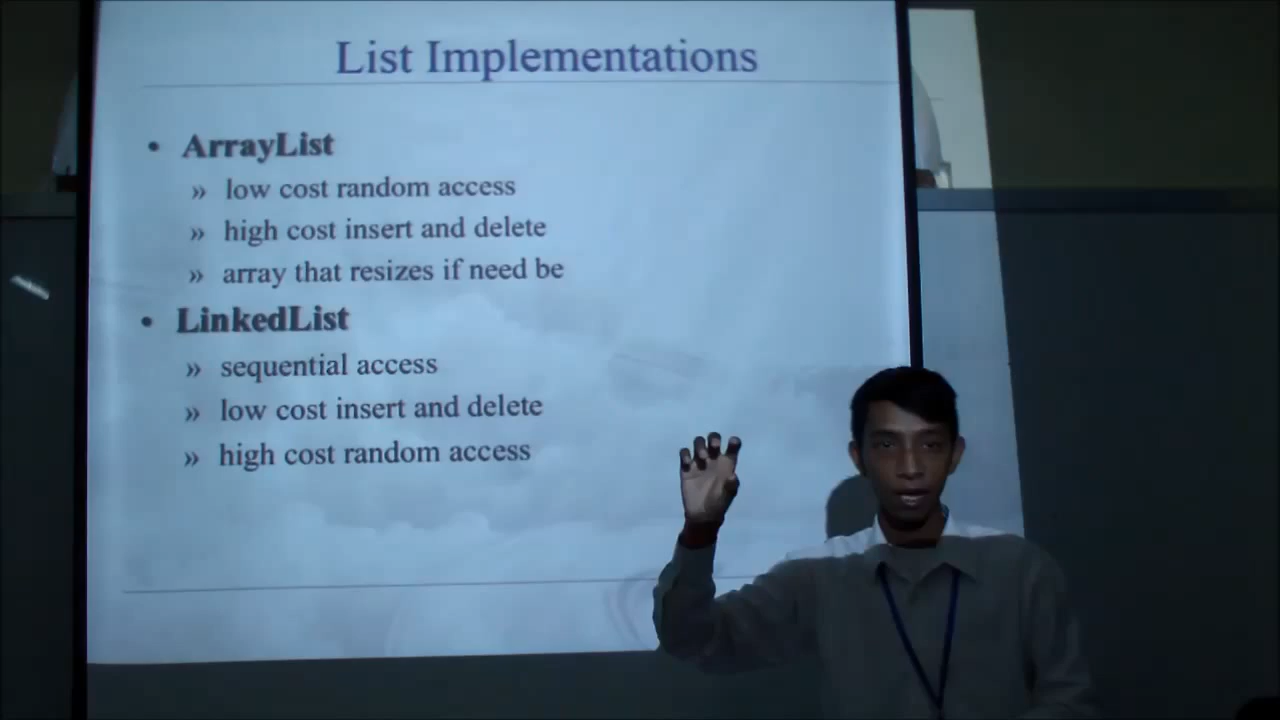 List Implementations
• ArrayList
» low cost random access
» high cost insert and delete
» array that resizes if need be
• LinkedList
» sequential access
» low cost insert and delete
» high cost random access